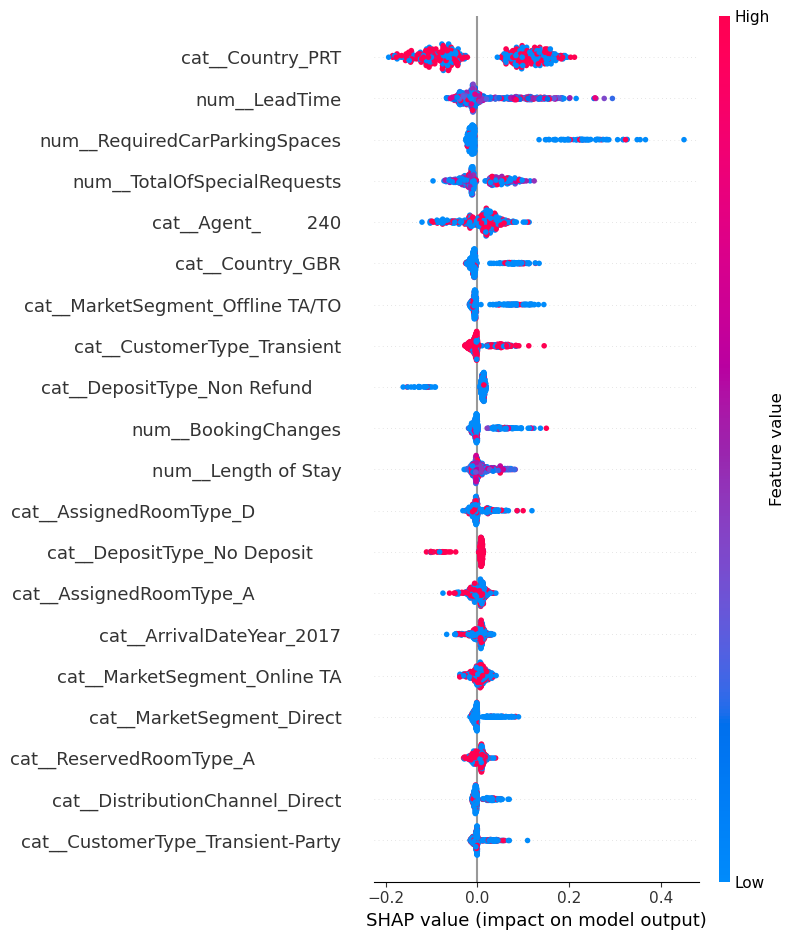 High
cat__Country_PRT
num__LeadTime
num__RequiredCarParkingSpaces
num__TotalOfSpecialRequests
cat__Agent_        240
cat__Country_GBR
cat__MarketSegment_Offline TA/TO
cat__CustomerType_Transient
cat__DepositType_Non Refund
num__BookingChanges
num__Length of Stay
cat__AssignedRoomType_D
cat__DepositType_No Deposit
cat__AssignedRoomType_A
cat__ArrivalDateYear_2017
cat__MarketSegment_Online TA
cat__MarketSegment_Direct
cat__ReservedRoomType_A
cat__DistributionChannel_Direct
cat__CustomerType_Transient-Party
Feature value
Low
−0.2 0.0 0.2 0.4
SHAP value (impact on model output)